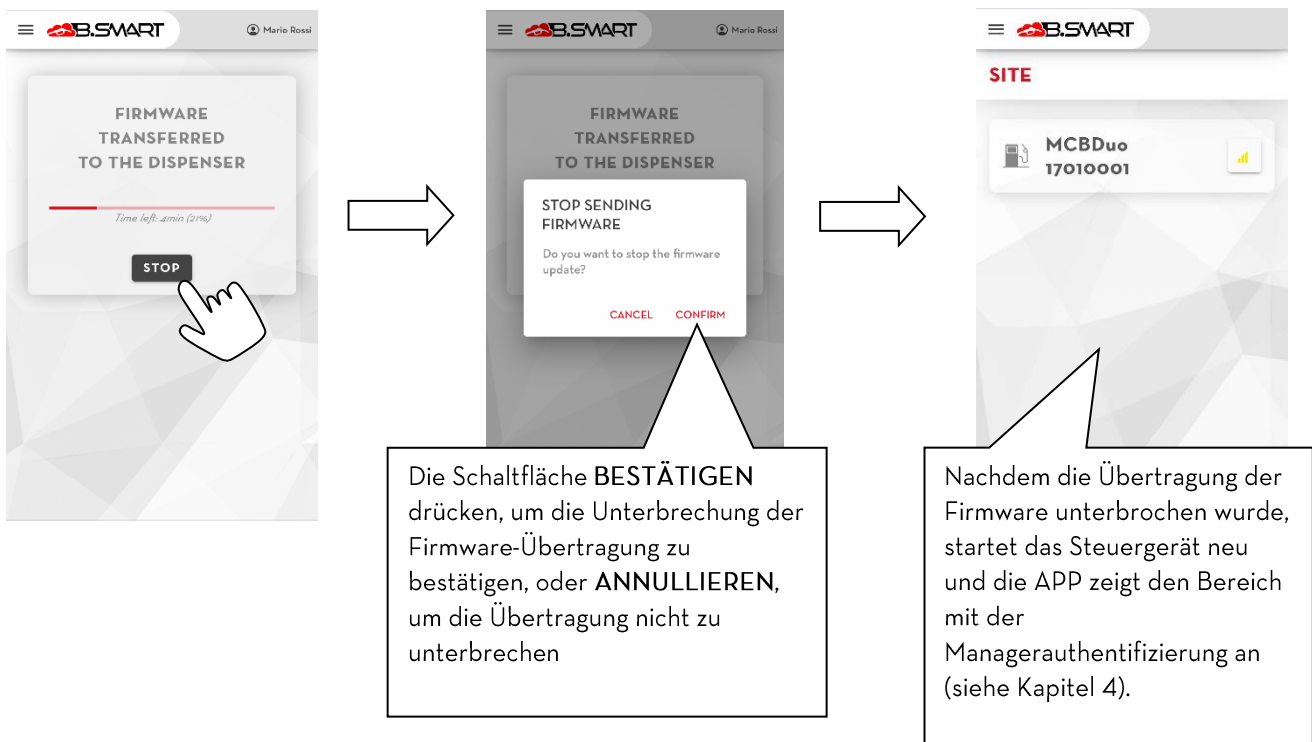 B.SMART
Mario Rossi
FIRMWARE
TRANSFERRED
TO THE DISPENSER
Time left: 4min (21%)
STOP
B.SMART
Mario Rossi
FIRMWARE
TRANSFERRED
TO THE DISPENSER
STOP SENDING
FIRMWARE
Do you want to stop the firmware
update?
CANCEL CONFIRM
Die Schaltfläche BESTÄTIGEN
drücken, um die Unterbrechung der
Firmware-Übertragung zu
bestätigen, oder ANNULLIEREN,
um die Übertragung nicht zu
unterbrechen
B.SMART
SITE
MCBDuo
17010001
Nachdem die Übertragung der
Firmware unterbrochen wurde,
startet das Steuergerät neu
und die APP zeigt den Bereich
mit der
Managerauthentifizierung an
(siehe Kapitel 4).